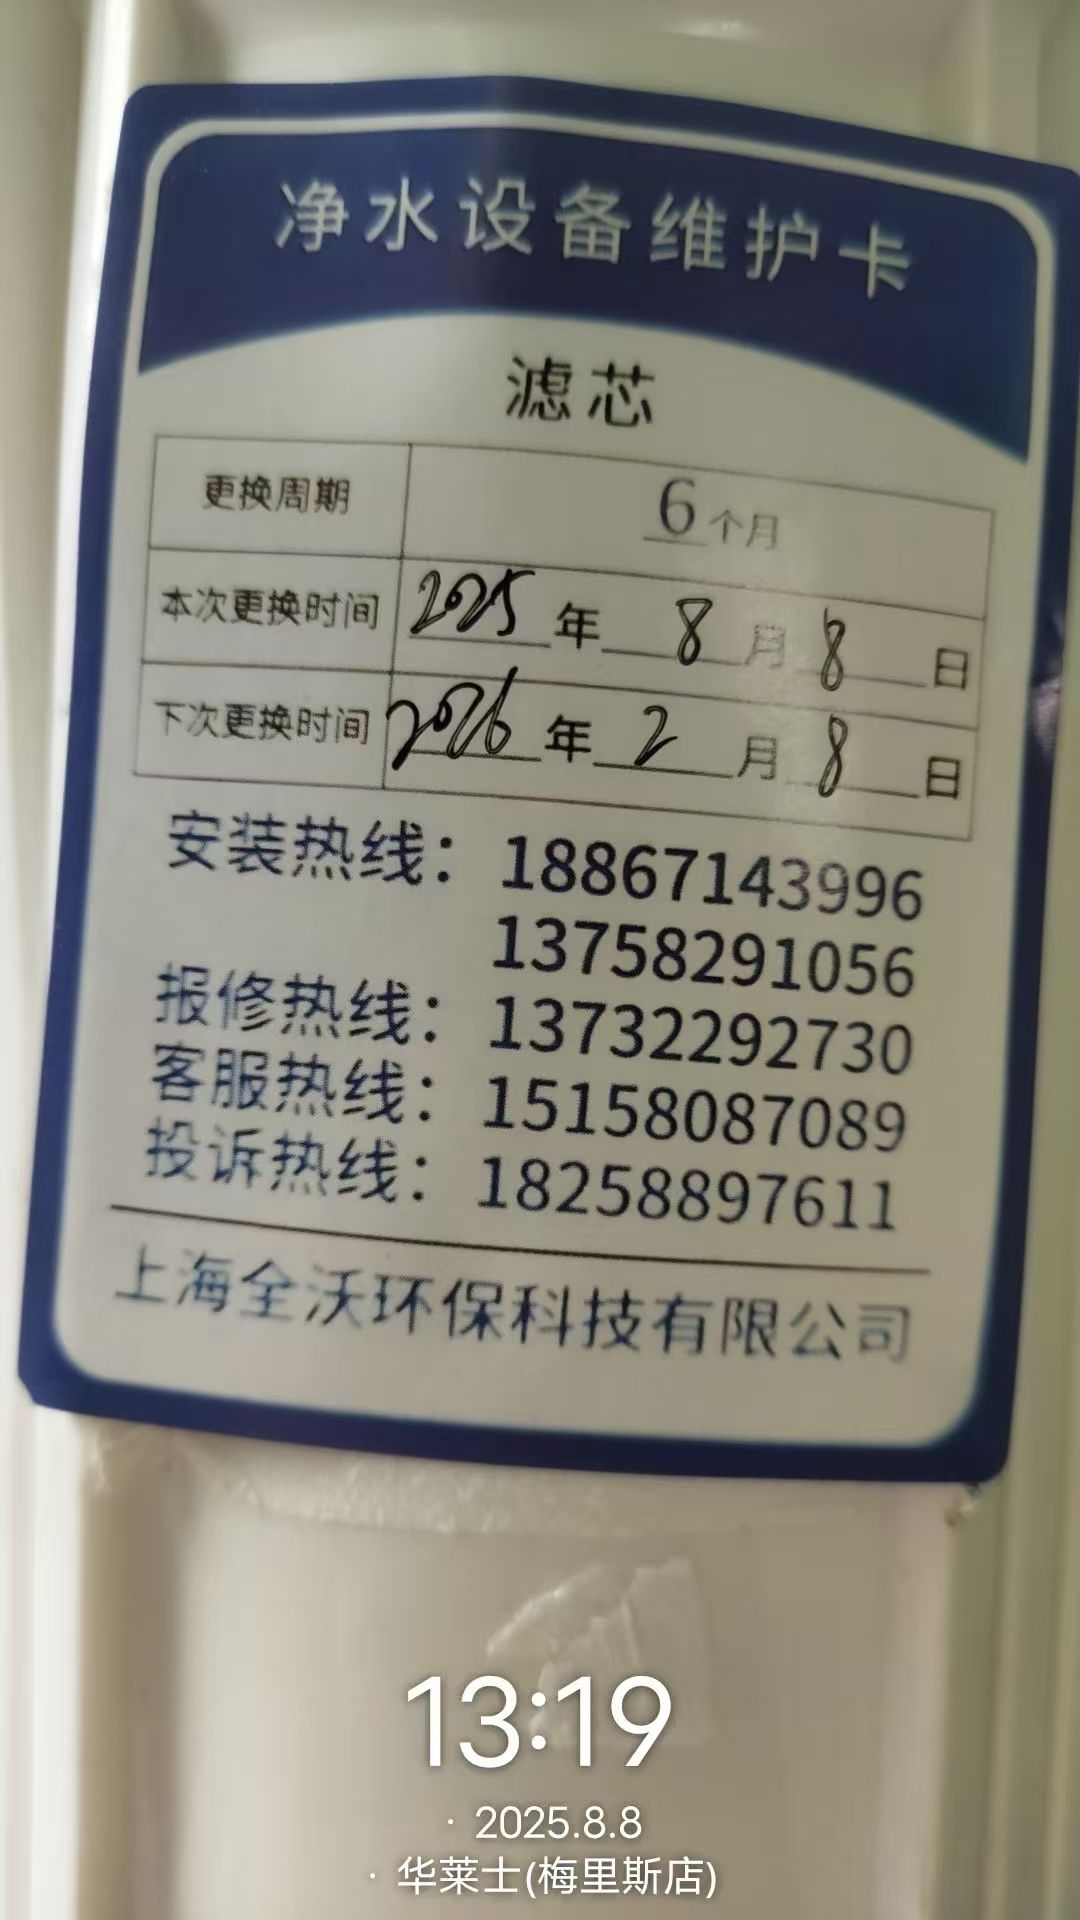 净水设备维护卡
滤芯
更换周期 6个月
本次更换时间 2025年8月8日
下次更换时间 2026年2月8日
安装热线：18867143996
13758291056
报修热线：13732292730
客服热线：15158087089
投诉热线：18258897611
上海全沃环保科技有限公司
13:19
· 2025.8.8
· 华莱士(梅里斯店)